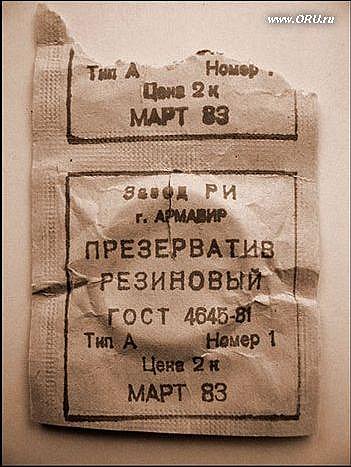 www.ORU.ru
Тип А Номер
Цена 2 к
МАРТ 83
Завод РИ
г. АРМАВИР
ПРЕЗЕРВАТИВ
РЕЗИНОВЫЙ
ГОСТ 4645-81
Тип А Номер 1
Цена 2 к
МАРТ 83